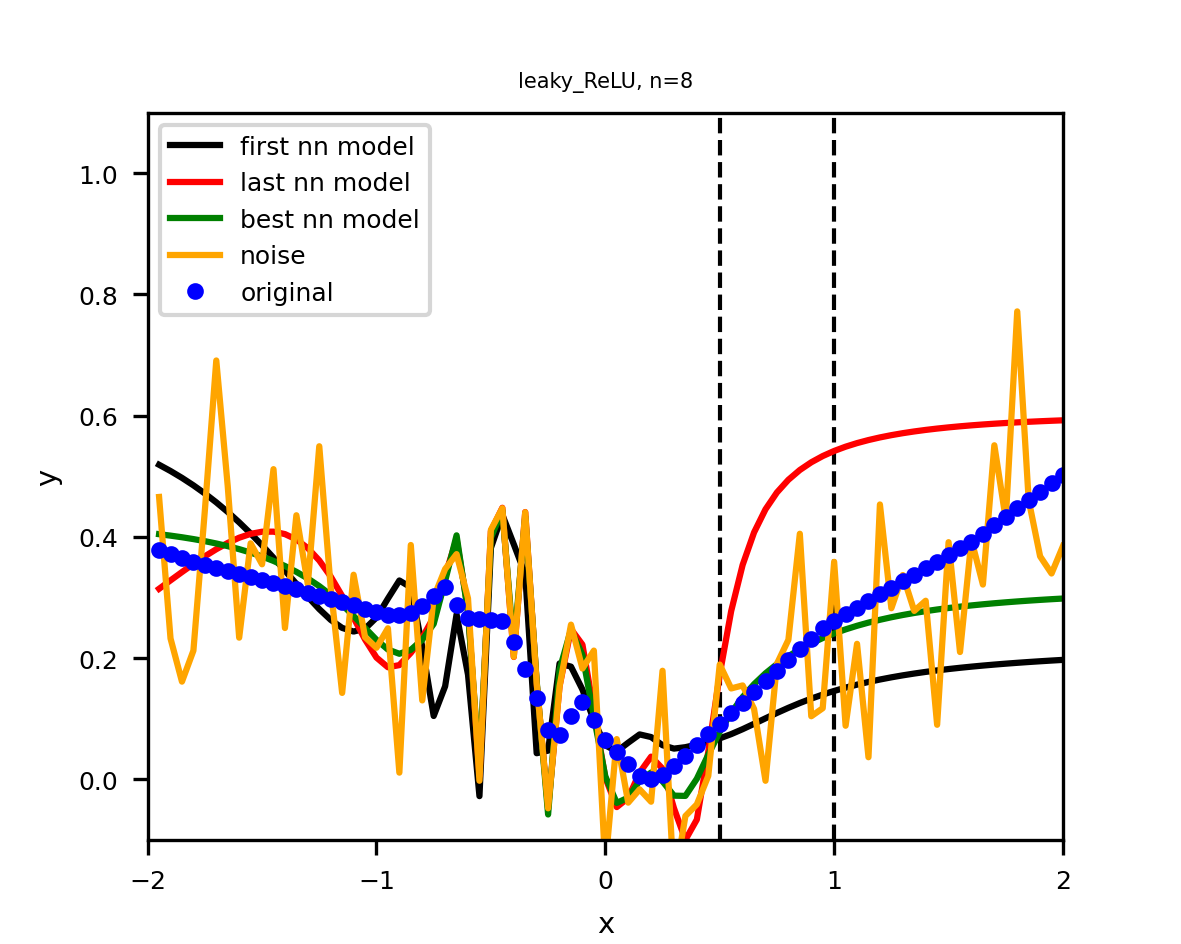 leaky_ReLU, n=8
first nn model
last nn model
best nn model
noise
original
1.0
0.8
0.6
0.4
0.2
0.0
y
−2
−1
0
1
2
x